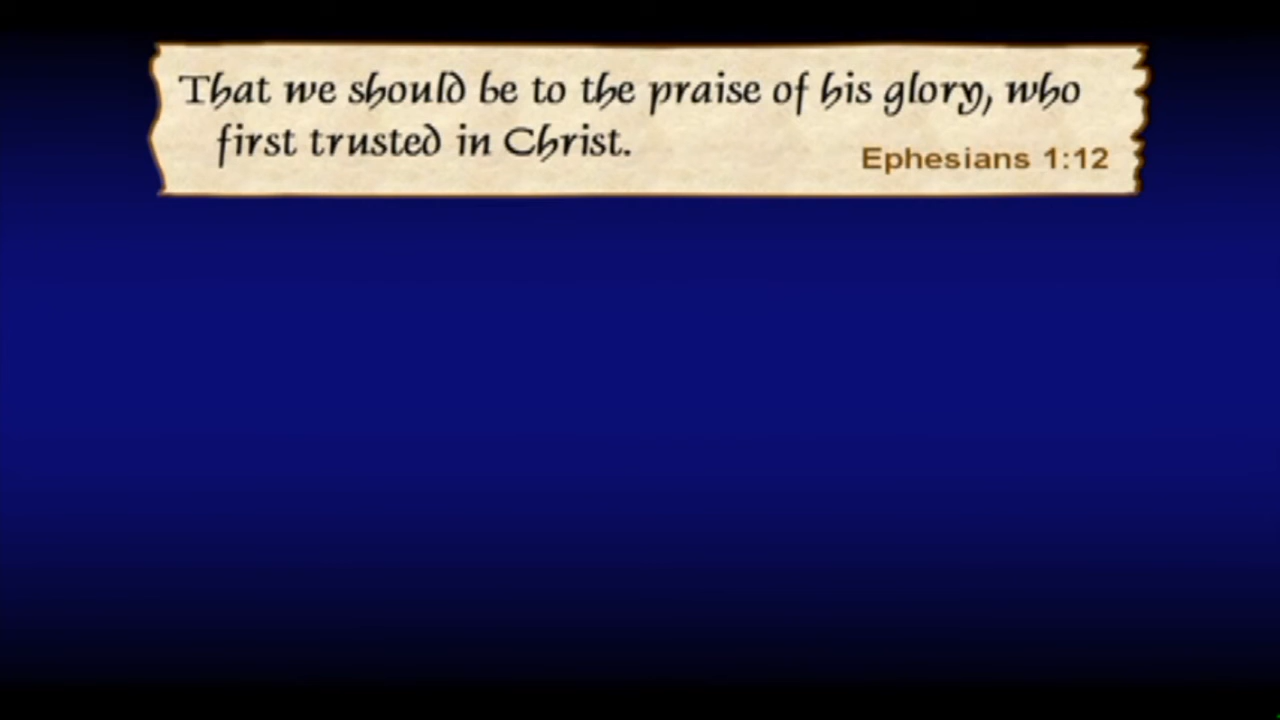 That we should be to the praise of his glory, who
first trusted in Christ.
Ephesians 1:12